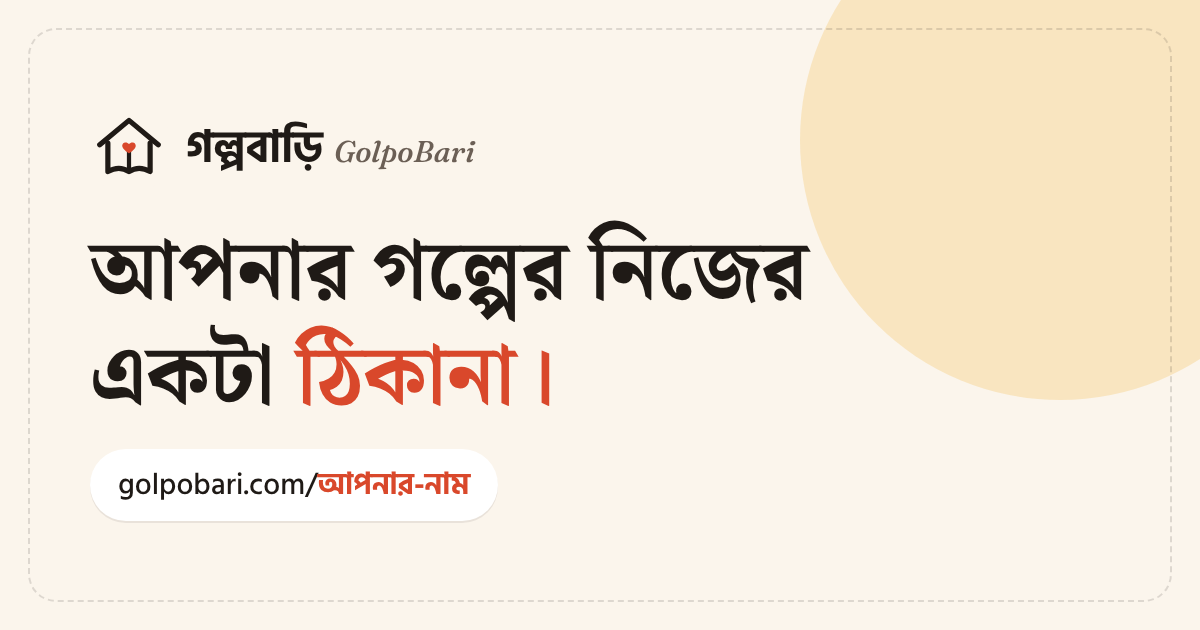 গল্পবাড়ি GolpoBari
আপনার গল্পের নিজের
একটা ঠিকানা।
golpobari.com/আপনার-নাম